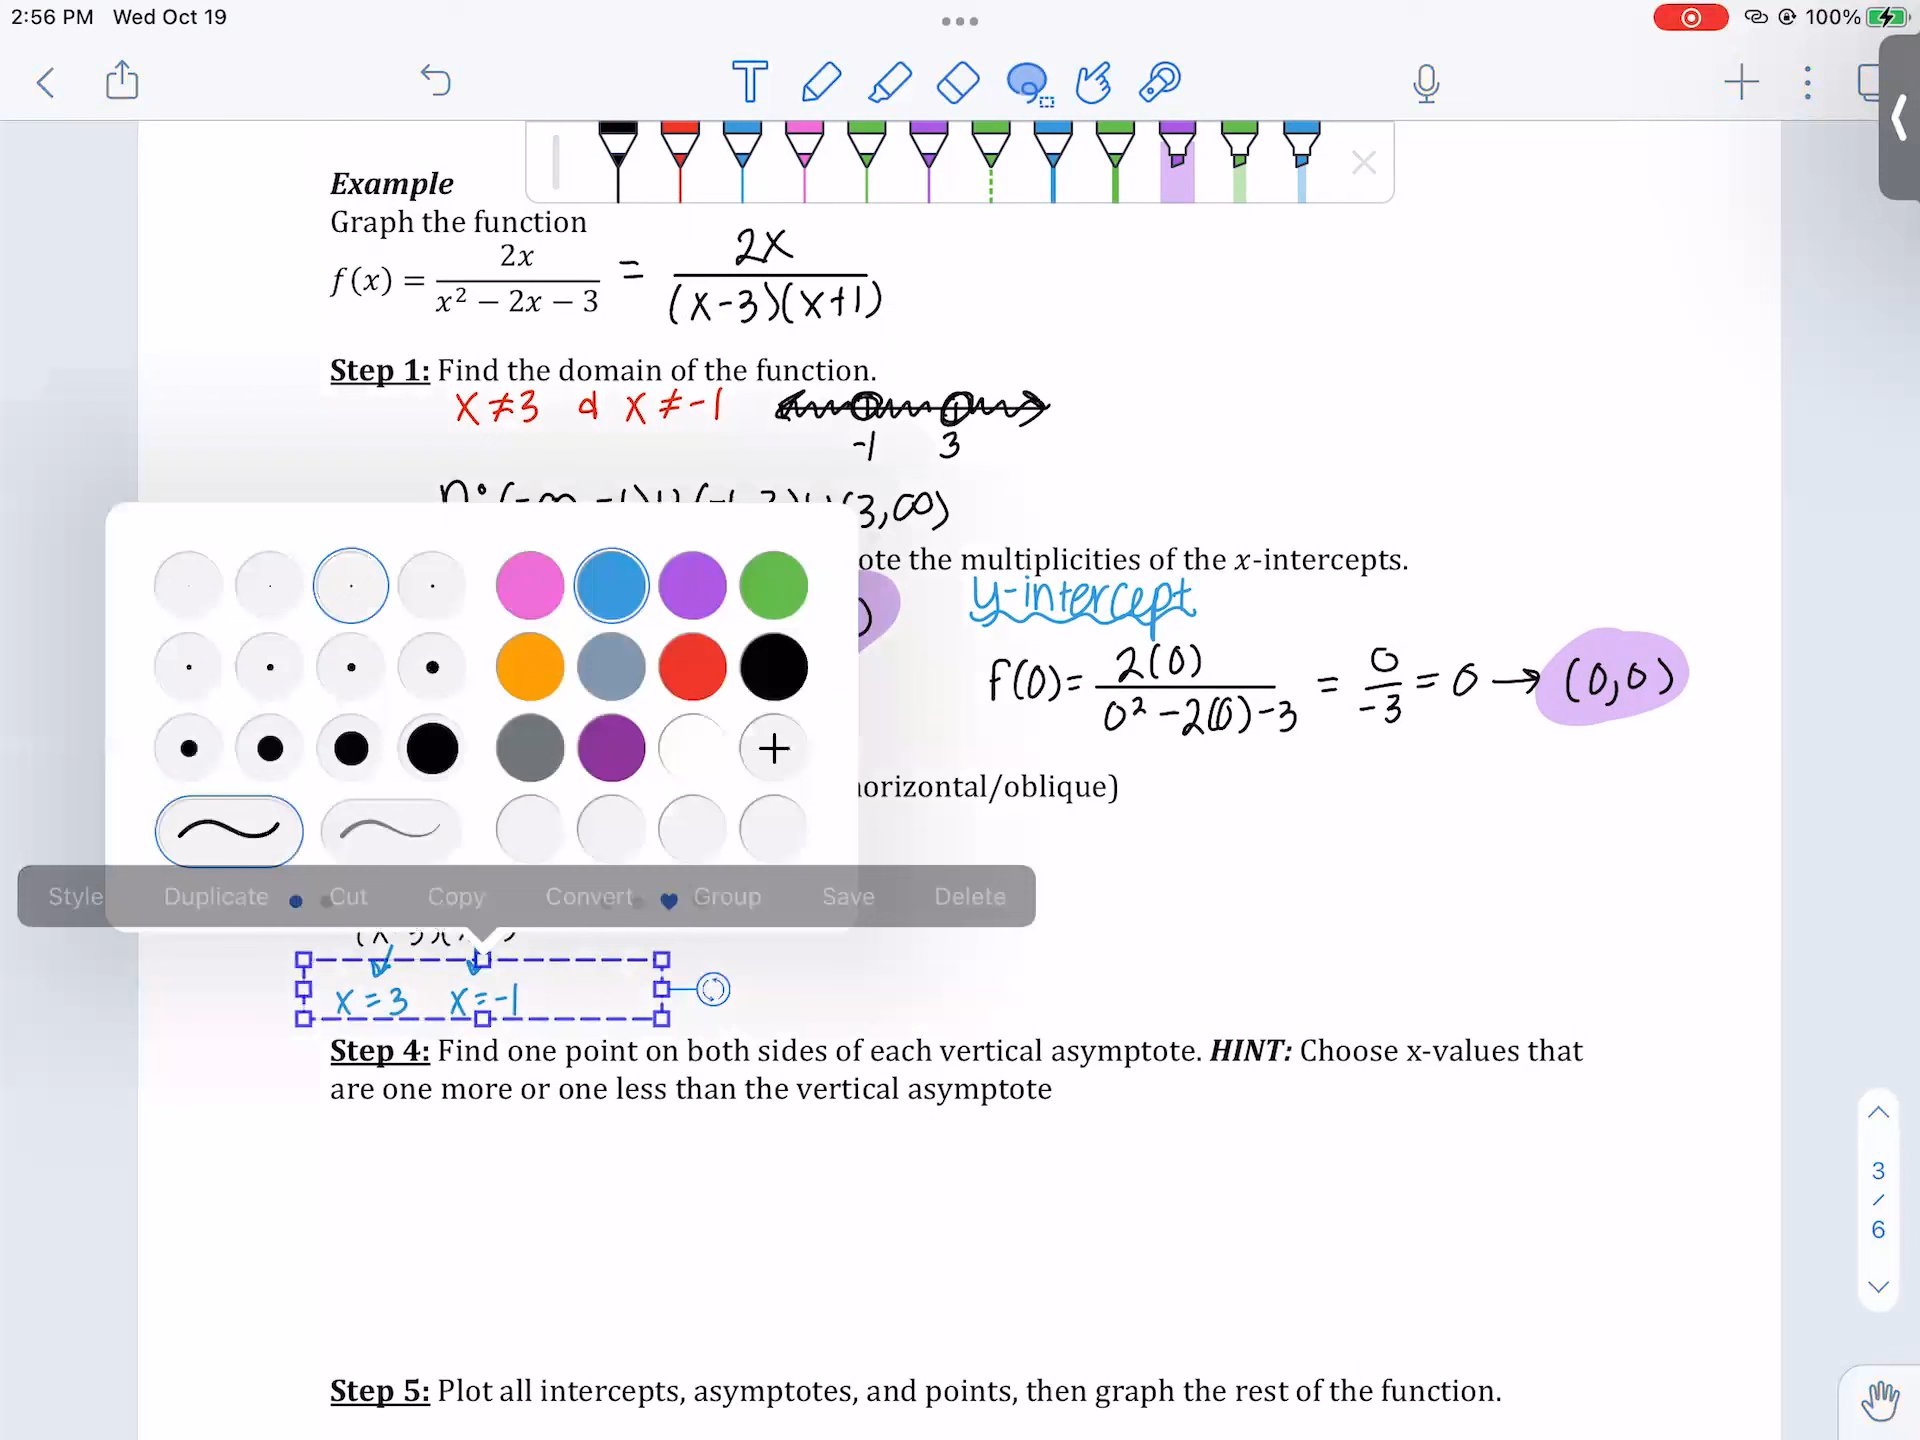 2:56 PM Wed Oct 19
100%
Example
Graph the function
f(x) = 2x / x² − 2x − 3 = 2x / (x-3)(x+1)
Step 1: Find the domain of the function.
x≠3 & x≠-1
-1 3
3,∞)
ote the multiplicities of the x-intercepts.
y-intercept
f(0) = 2(0) / 0² -2(0)-3 = 0 / -3 = 0 → (0,0)
orizontal/oblique)
Style Duplicate Cut Copy Convert Group Save Delete
x=3 x=-1
Step 4: Find one point on both sides of each vertical asymptote. HINT: Choose x-values that
are one more or one less than the vertical asymptote
3
/
6
Step 5: Plot all intercepts, asymptotes, and points, then graph the rest of the function.